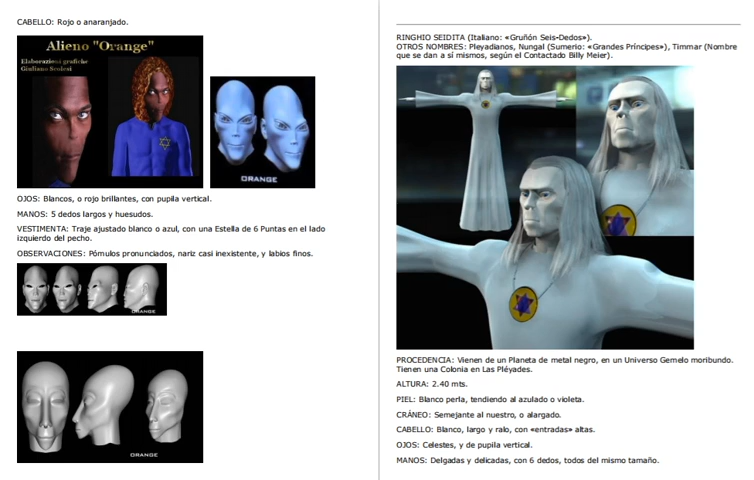 CABELLO: Rojo o anaranjado.
Alieno "Orange"
Elaborazioni grafiche
Giuliano Scolesi
ORANGE
OJOS: Blancos, o rojo brillantes, con pupila vertical.
MANOS: 5 dedos largos y huesudos.
VESTIMENTA: Traje ajustado blanco o azul, con una Estella de 6 Puntas en el lado
izquierdo del pecho.
OBSERVACIONES: Pómulos pronunciados, nariz casi inexistente, y labios finos.
ORANGE
ORANGE
RINGHIO SEIDITA (Italiano: «Gruñón Seis-Dedos»).
OTROS NOMBRES: Pleyadianos, Nungal (Sumerio: «Grandes Príncipes»), Timmar (Nombre
que se dan a sí mismos, según el Contactado Billy Meier).
PROCEDENCIA: Vienen de un Planeta de metal negro, en un Universo Gemelo moribundo.
Tienen una Colonia en Las Pléyades.
ALTURA: 2.40 mts.
PIEL: Blanco perla, tendiendo al azulado o violeta.
CRÁNEO: Semejante al nuestro, o alargado.
CABELLO: Blanco, largo y ralo, con «entradas» altas.
OJOS: Celestes, y de pupila vertical.
MANOS: Delgadas y delicadas, con 6 dedos, todos del mismo tamaño.